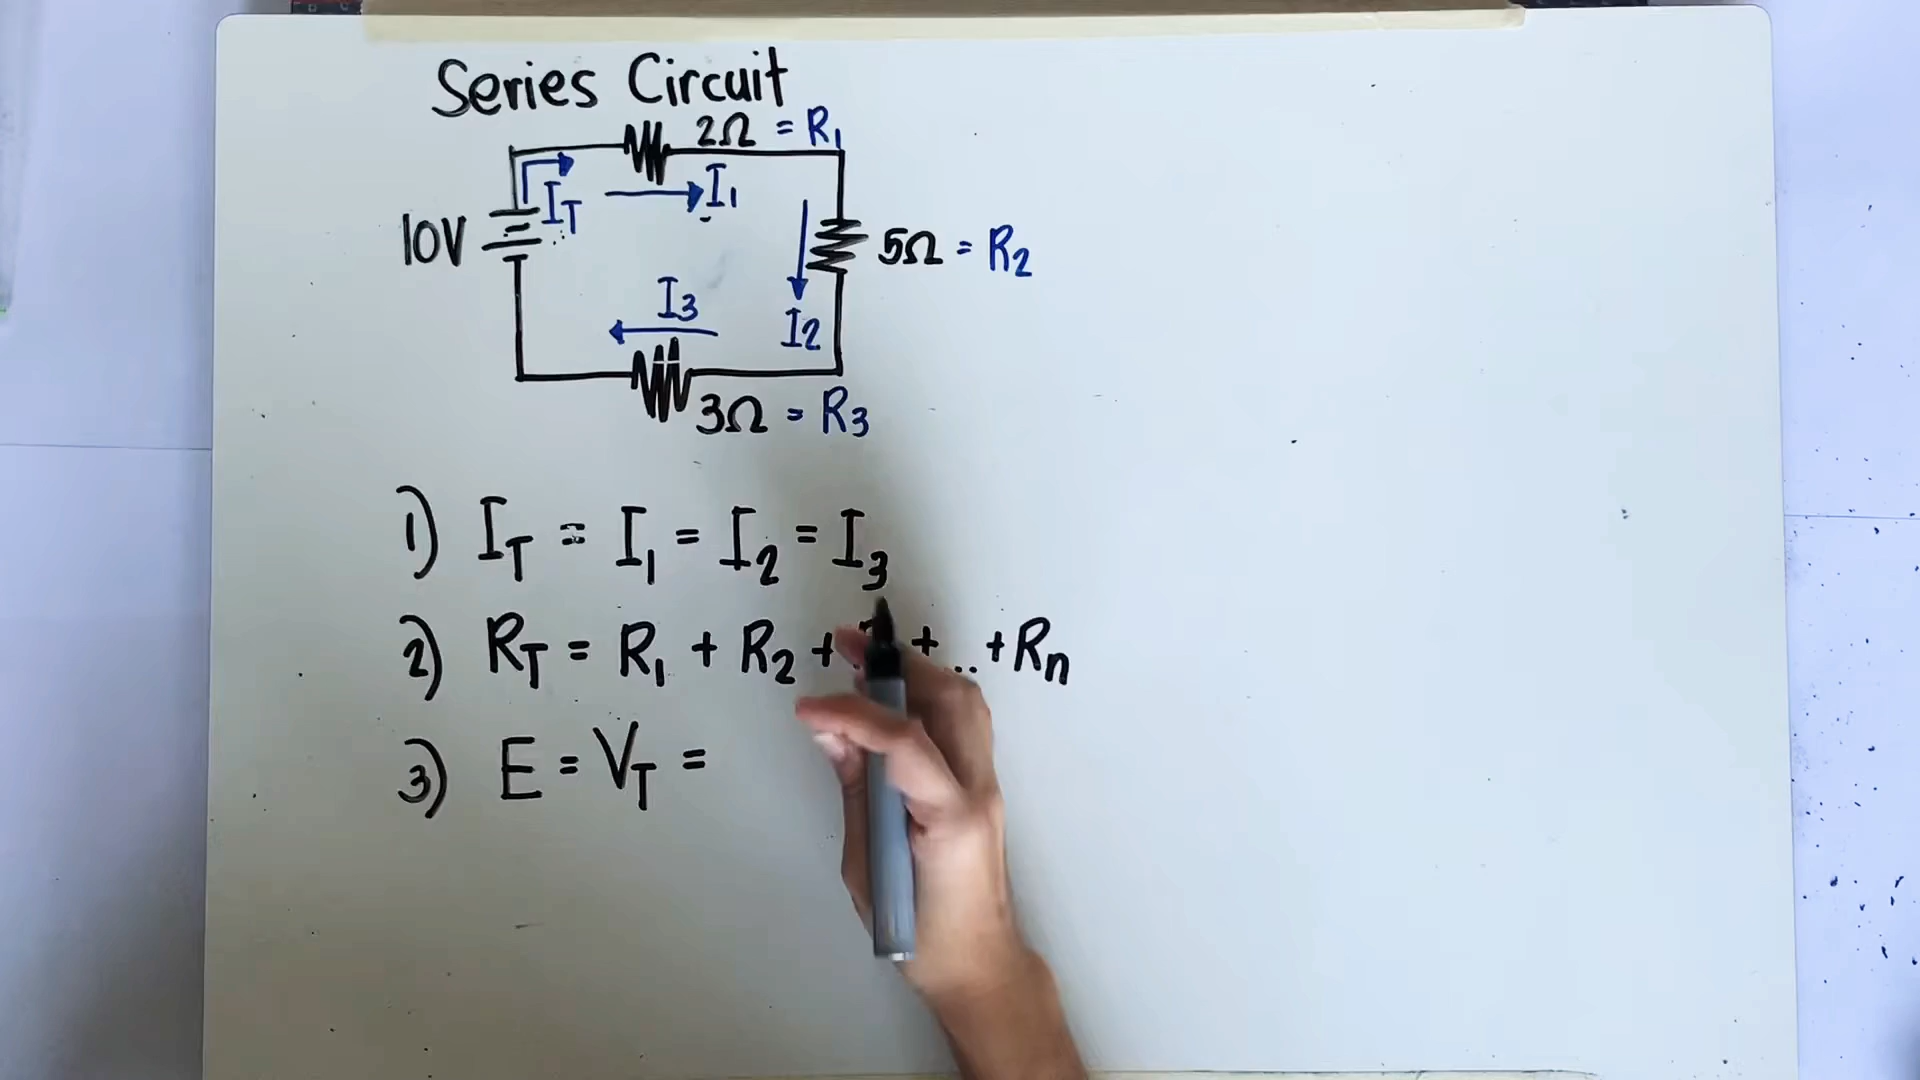 Series Circuit
2Ω = R1
IT
I1
10V
5Ω = R2
I3
I2
3Ω = R3
1) IT = I1 = I2 = I3
2) RT = R1 + R2 + + ... + Rn
3) E = VT =